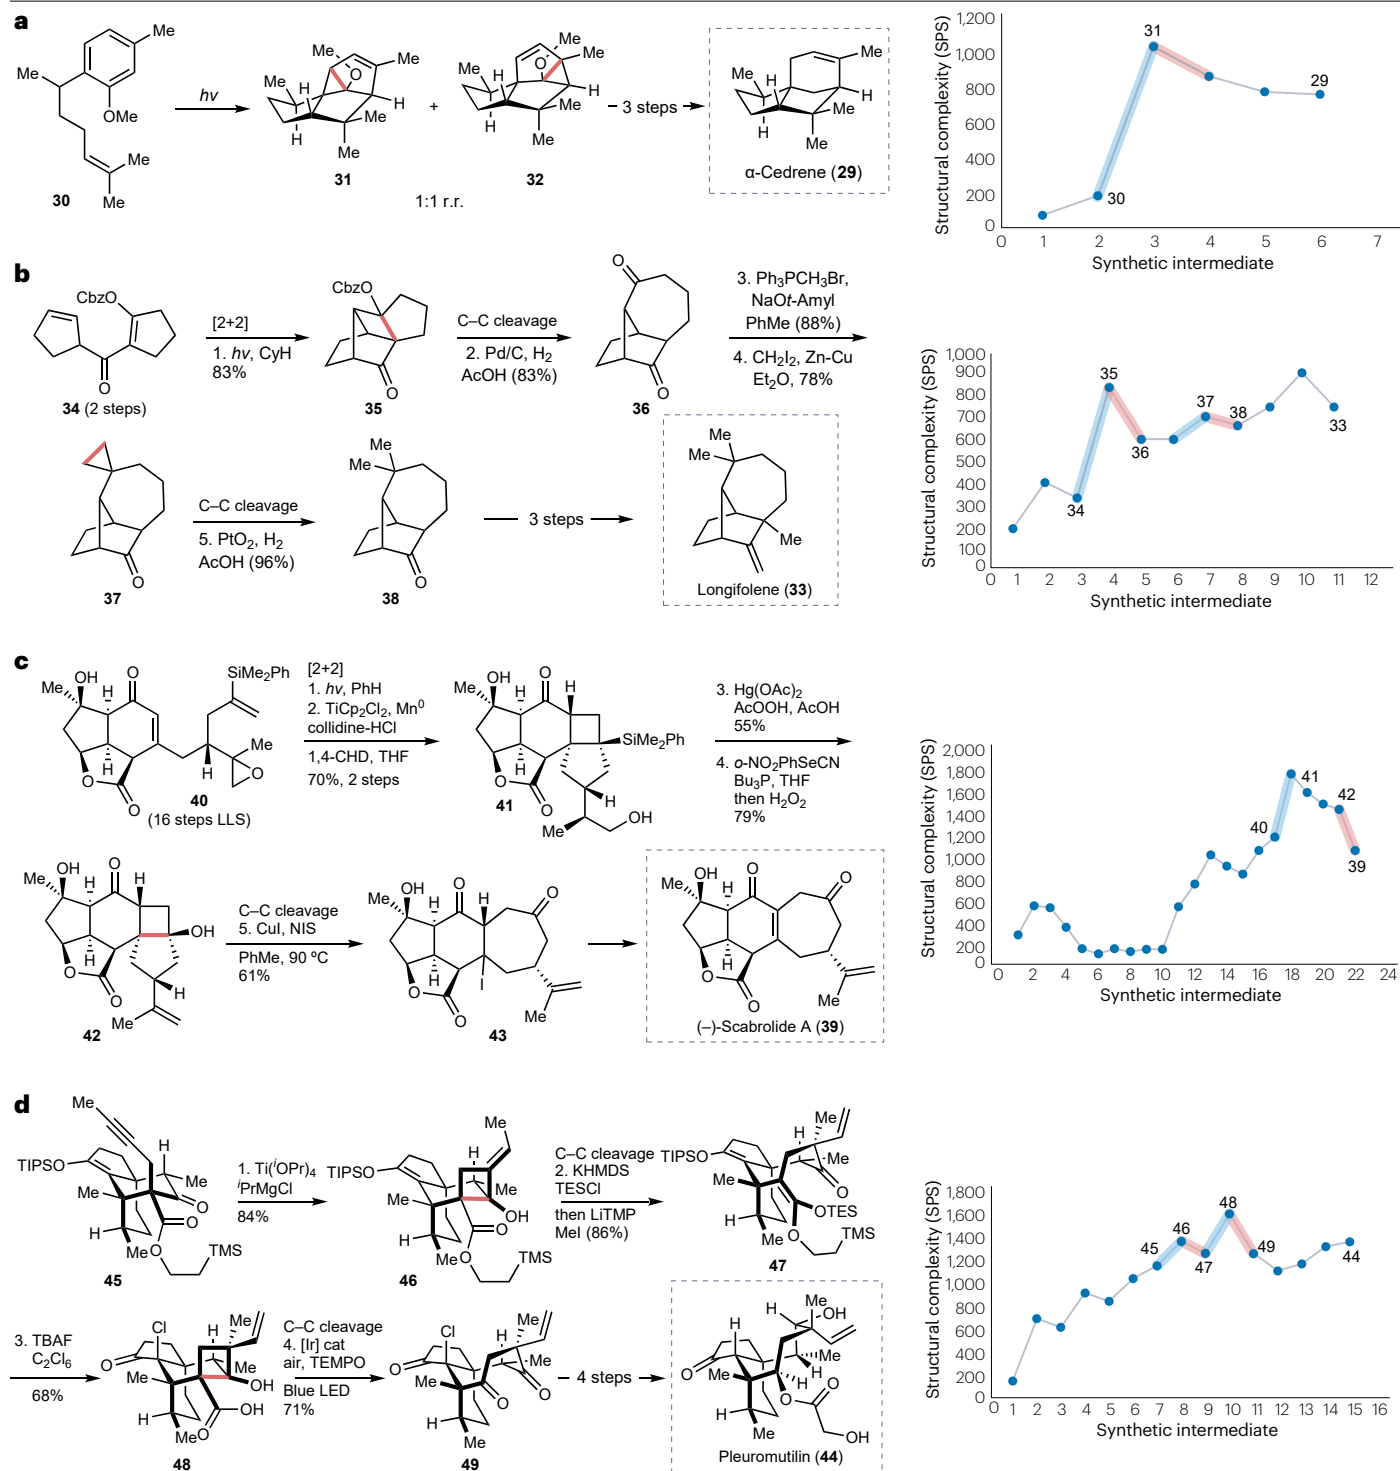 a
Me
Me
OMe
Me
Me
30
hv
Me
O
Me
Me
H
H
Me
Me
31
+
Me
O
Me
Me
H
H
Me
Me
32
1:1 r.r.
3 steps
Me
H
Me
H
H
Me
Me
α-Cedrene (29)
Structural complexity (SPS)
1,200
1,000
800
600
400
200
0
31
29
30
0 1 2 3 4 5 6 7
Synthetic intermediate
b
CbzO
O
34 (2 steps)
[2+2]
1. hv, CyH
83%
CbzO
O
35
C–C cleavage
2. Pd/C, H2
AcOH (83%)
O
O
36
3. Ph3PCH3Br,
NaOt-Amyl
PhMe (88%)
4. CH2I2, Zn-Cu
Et2O, 78%
O
37
C–C cleavage
5. PtO2, H2
AcOH (96%)
Me
Me
O
38
3 steps
Me
Me
Me
Longifolene (33)
Structural complexity (SPS)
1,000
900
800
700
600
500
400
300
200
100
0
35
37
38
36
33
34
0 1 2 3 4 5 6 7 8 9 10 11 12
Synthetic intermediate
c
OH
Me
H
O
SiMe2Ph
H
H
Me
O
O
O
40
(16 steps LLS)
[2+2]
1. hv, PhH
2. TiCp2Cl2, Mn0
collidine-HCl
1,4-CHD, THF
70%, 2 steps
OH
Me
H
O
H
SiMe2Ph
H
O
O
H
Me
OH
41
3. Hg(OAc)2
AcOOH, AcOH
55%
4. o-NO2PhSeCN
Bu3P, THF
then H2O2
79%
OH
Me
H
O
H
OH
H
O
O
H
Me
42
C–C cleavage
5. CuI, NIS
PhMe, 90 ºC
61%
OH
Me
H
O
H
O
H
I
O
O
Me
43
OH
Me
H
O
O
H
O
O
Me
(–)-Scabrolide A (39)
Structural complexity (SPS)
2,000
1,800
1,600
1,400
1,200
1,000
800
600
400
200
0
41
42
40
39
0 2 4 6 8 10 12 14 16 18 20 22 24
Synthetic intermediate
d
Me
TIPSO
H
Me
Me
O
O
H
Me
O
TMS
45
1. Ti(iOPr)4
iPrMgCl
84%
Me
TIPSO
H
Me
Me
OH
O
H
Me
O
TMS
46
C–C cleavage
2. KHMDS
TESCl
then LiTMP
MeI (86%)
Me
TIPSO
H
Me
Me
O
OTES
H
Me
O
TMS
47
3. TBAF
C2Cl6
68%
Cl
H
Me
O
Me
Me
OH
OH
H
MeO
48
C–C cleavage
4. [Ir] cat
air, TEMPO
Blue LED
71%
Cl
H
Me
O
Me
Me
O
O
H
Me
49
4 steps
Me
OH
H
H
O
Me
Me
H
H
O
O
H
Me
OH
Pleuromutilin (44)
Structural complexity (SPS)
1,800
1,600
1,400
1,200
1,000
800
600
400
200
0
48
46
45
49
47
44
0 1 2 3 4 5 6 7 8 9 10 11 12 13 14 15 16
Synthetic intermediate